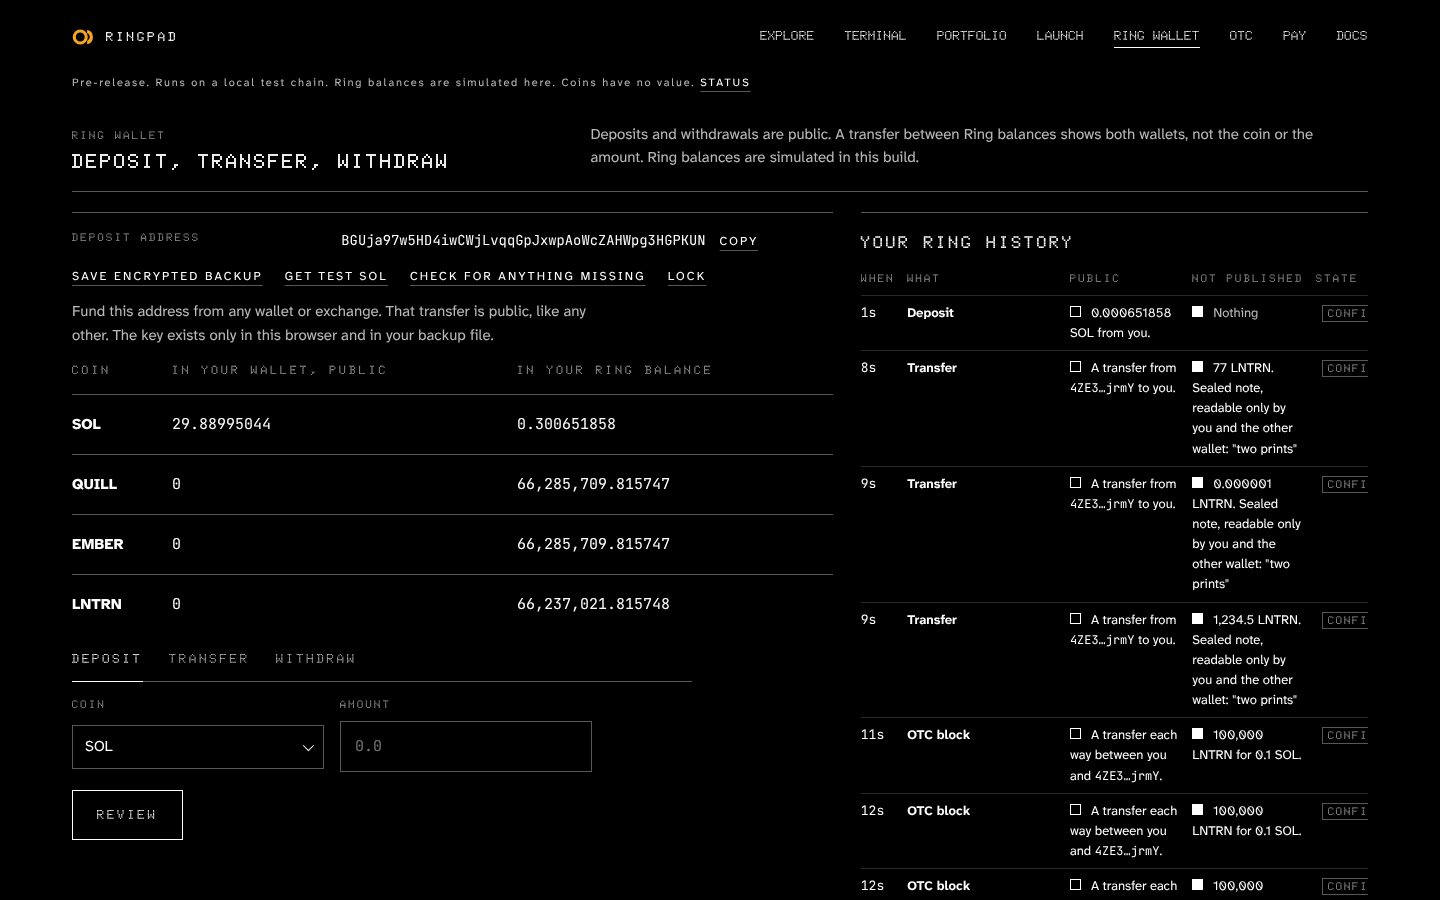 RINGPAD
EXPLORE TERMINAL PORTFOLIO LAUNCH RING WALLET OTC PAY DOCS
Pre-release. Runs on a local test chain. Ring balances are simulated here. Coins have no value. STATUS
RING WALLET
DEPOSIT, TRANSFER, WITHDRAW
Deposits and withdrawals are public. A transfer between Ring balances shows both wallets, not the coin or the
amount. Ring balances are simulated in this build.
DEPOSIT ADDRESS BGUja97w5HD4iwCWjLvqqGpJxwpAoWcZAHWpg3HGPKUN COPY
SAVE ENCRYPTED BACKUP GET TEST SOL CHECK FOR ANYTHING MISSING LOCK
Fund this address from any wallet or exchange. That transfer is public, like any
other. The key exists only in this browser and in your backup file.
COIN IN YOUR WALLET, PUBLIC IN YOUR RING BALANCE
SOL 29.88995044 0.300651858
QUILL 0 66,285,709.815747
EMBER 0 66,285,709.815747
LNTRN 0 66,237,021.815748
DEPOSIT TRANSFER WITHDRAW
COIN AMOUNT
SOL 0.0
REVIEW
YOUR RING HISTORY
WHEN WHAT PUBLIC NOT PUBLISHED STATE
1s Deposit 0.000651858 Nothing CONFI
SOL from you.
8s Transfer A transfer from 77 LNTRN. CONFI
4ZE3…jrmY to you. Sealed note,
readable only by
you and the other
wallet: "two prints"
9s Transfer A transfer from 0.000001 CONFI
4ZE3…jrmY to you. LNTRN. Sealed
note, readable only
by you and the
other wallet: "two
prints"
9s Transfer A transfer from 1,234.5 LNTRN. CONFI
4ZE3…jrmY to you. Sealed note,
readable only by
you and the other
wallet: "two prints"
11s OTC block A transfer each 100,000 CONFI
way between you LNTRN for 0.1 SOL.
and 4ZE3…jrmY.
12s OTC block A transfer each 100,000 CONFI
way between you LNTRN for 0.1 SOL.
and 4ZE3…jrmY.
12s OTC block A transfer each 100,000 CONFI